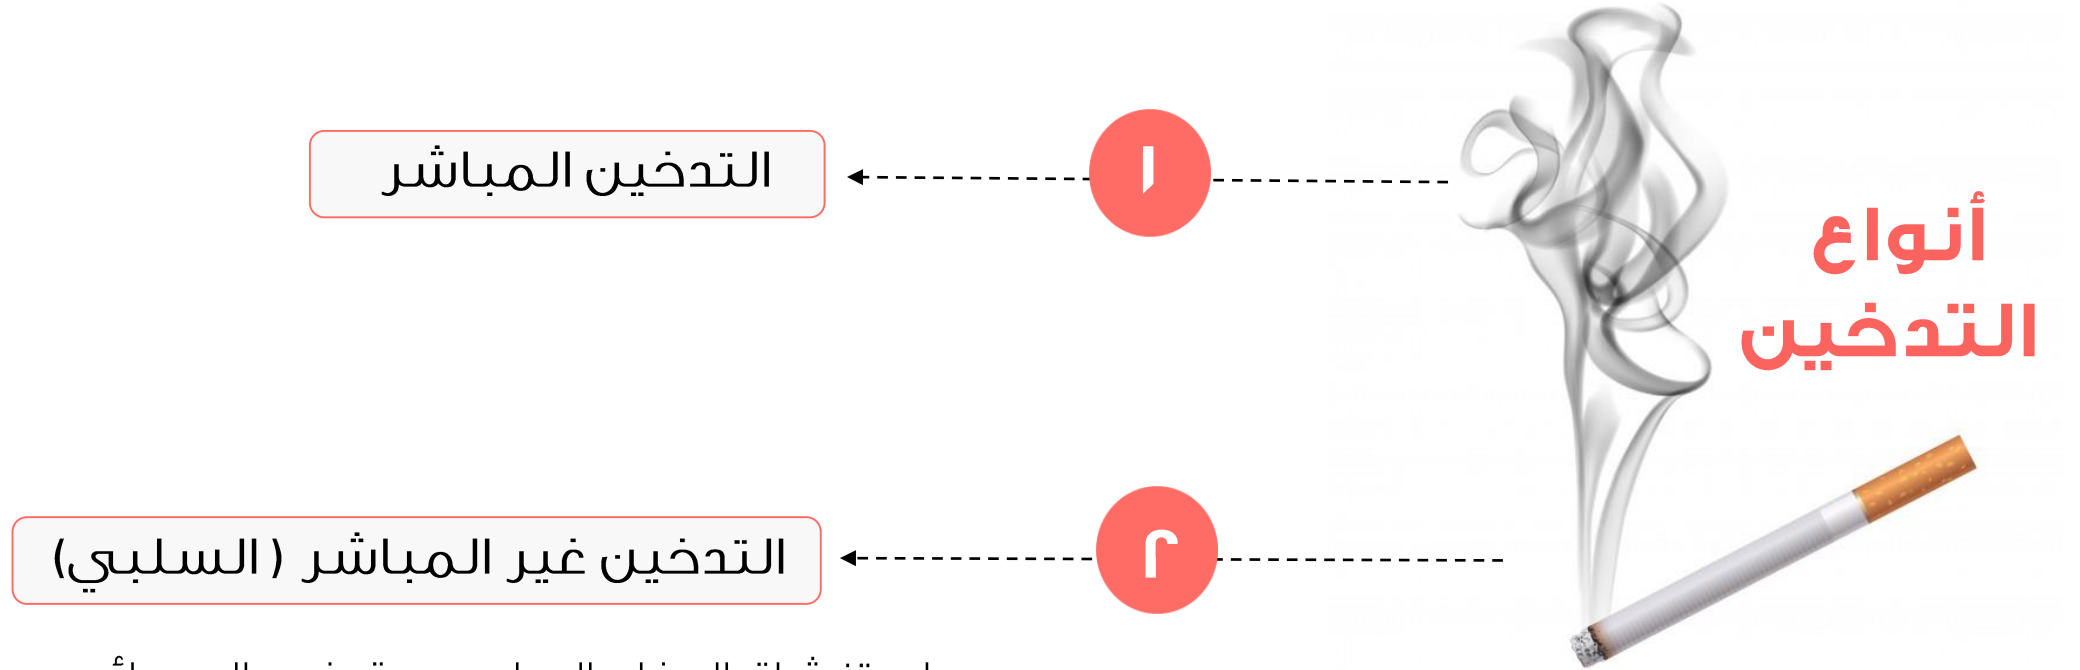 أنواع
التدخين
١
التدخين المباشر
٢
التدخين غير المباشر (السلبي)